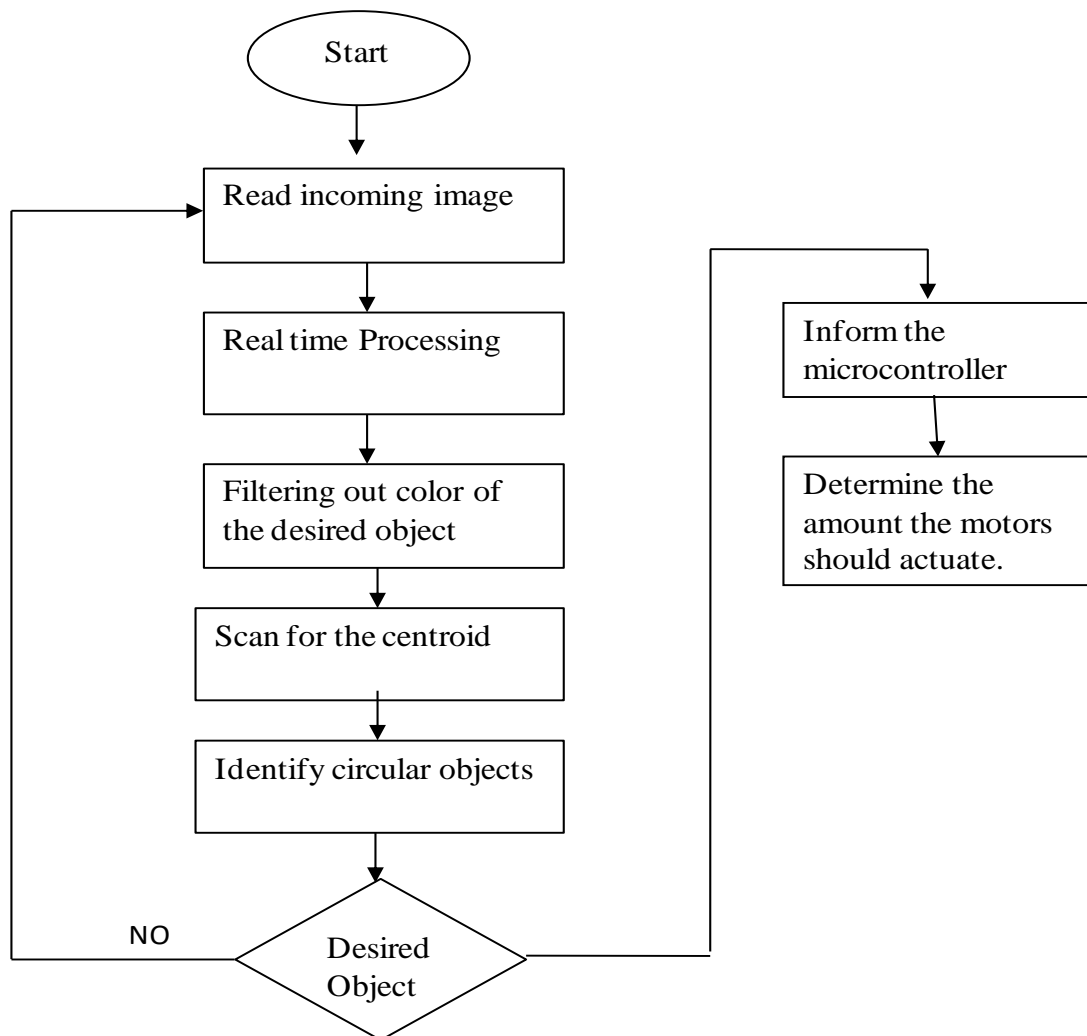 Start
Read incoming image
Real time Processing
Filtering out color of
the desired object
Scan for the centroid
Identify circular objects
NO
Desired
Object
Inform the
microcontroller
Determine the
amount the motors
should actuate.